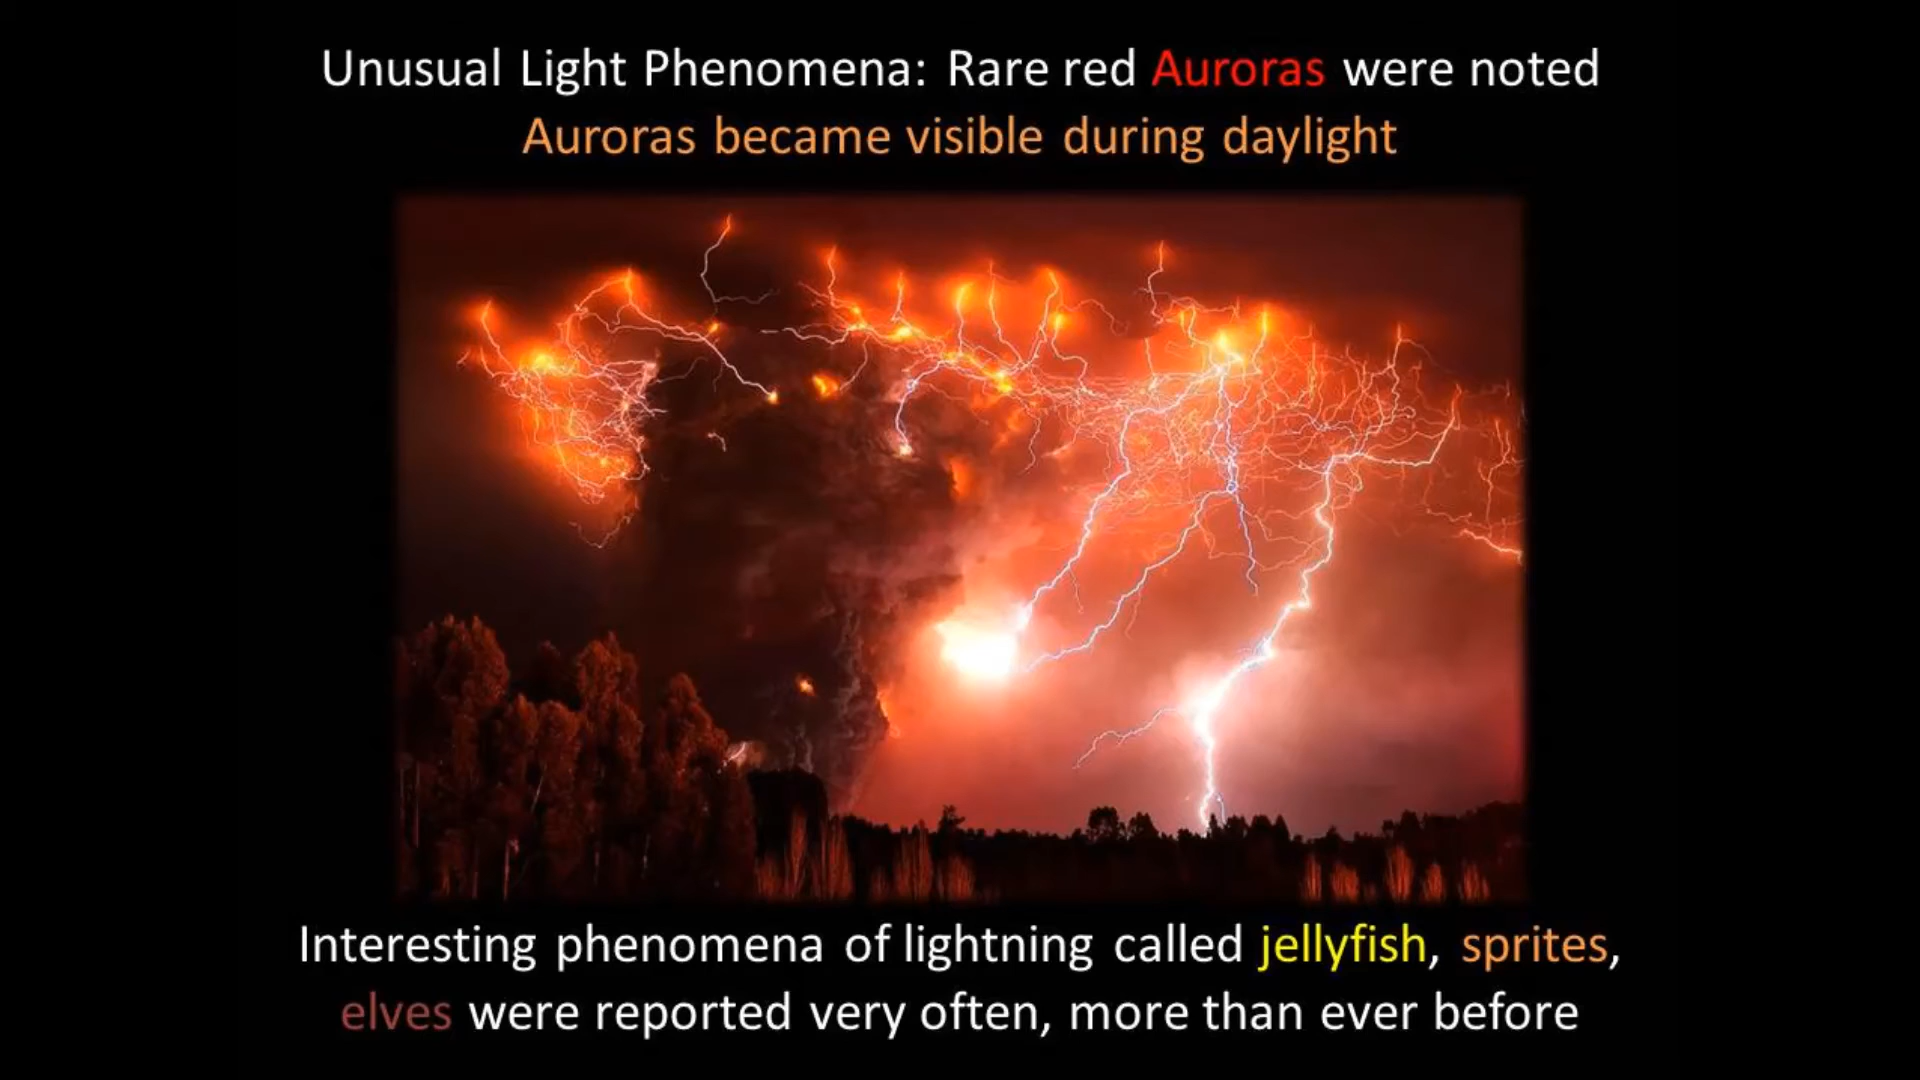 Unusual Light Phenomena: Rare red Auroras were noted
Auroras became visible during daylight
Interesting phenomena of lightning called jellyfish, sprites,
elves were reported very often, more than ever before